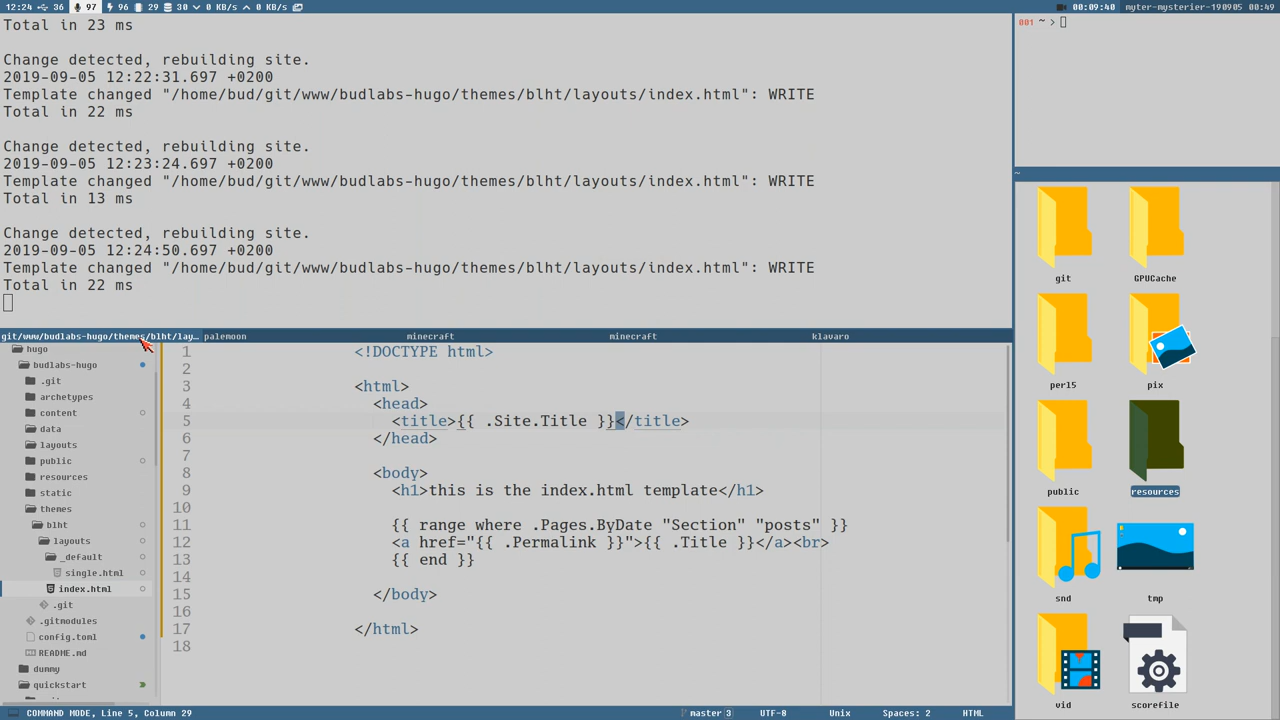 12:24 36 97 96 29 30 0 KB/s 0 KB/s
00:09:40 myter-mysterier-190905 00:49
Total in 23 ms
Change detected, rebuilding site.
2019-09-05 12:22:31.697 +0200
Template changed "/home/bud/git/www/budlabs-hugo/themes/blht/layouts/index.html": WRITE
Total in 22 ms
Change detected, rebuilding site.
2019-09-05 12:23:24.697 +0200
Template changed "/home/bud/git/www/budlabs-hugo/themes/blht/layouts/index.html": WRITE
Total in 13 ms
Change detected, rebuilding site.
2019-09-05 12:24:50.697 +0200
Template changed "/home/bud/git/www/budlabs-hugo/themes/blht/layouts/index.html": WRITE
Total in 22 ms
001 ~ >
~
git
GPUCache
perl5
pix
public
resources
snd
tmp
vid
scorefile
git/www/budlabs-hugo/themes/blht/lay… palemoon minecraft minecraft klavaro
hugo
budlabs-hugo
.git
archetypes
content
data
layouts
public
resources
static
themes
blht
layouts
_default
single.html
index.html
.git
.gitmodules
config.toml
README.md
dummy
quickstart
1 <!DOCTYPE html>
2
3 <html>
4 <head>
5 <title>{{ .Site.Title }}</title>
6 </head>
7
8 <body>
9 <h1>this is the index.html template</h1>
10
11 {{ range where .Pages.ByDate "Section" "posts" }}
12 <a href="{{ .Permalink }}">{{ .Title }}</a><br>
13 {{ end }}
14
15 </body>
16
17 </html>
18
COMMAND MODE, Line 5, Column 29 master 3 UTF-8 Unix Spaces: 2 HTML